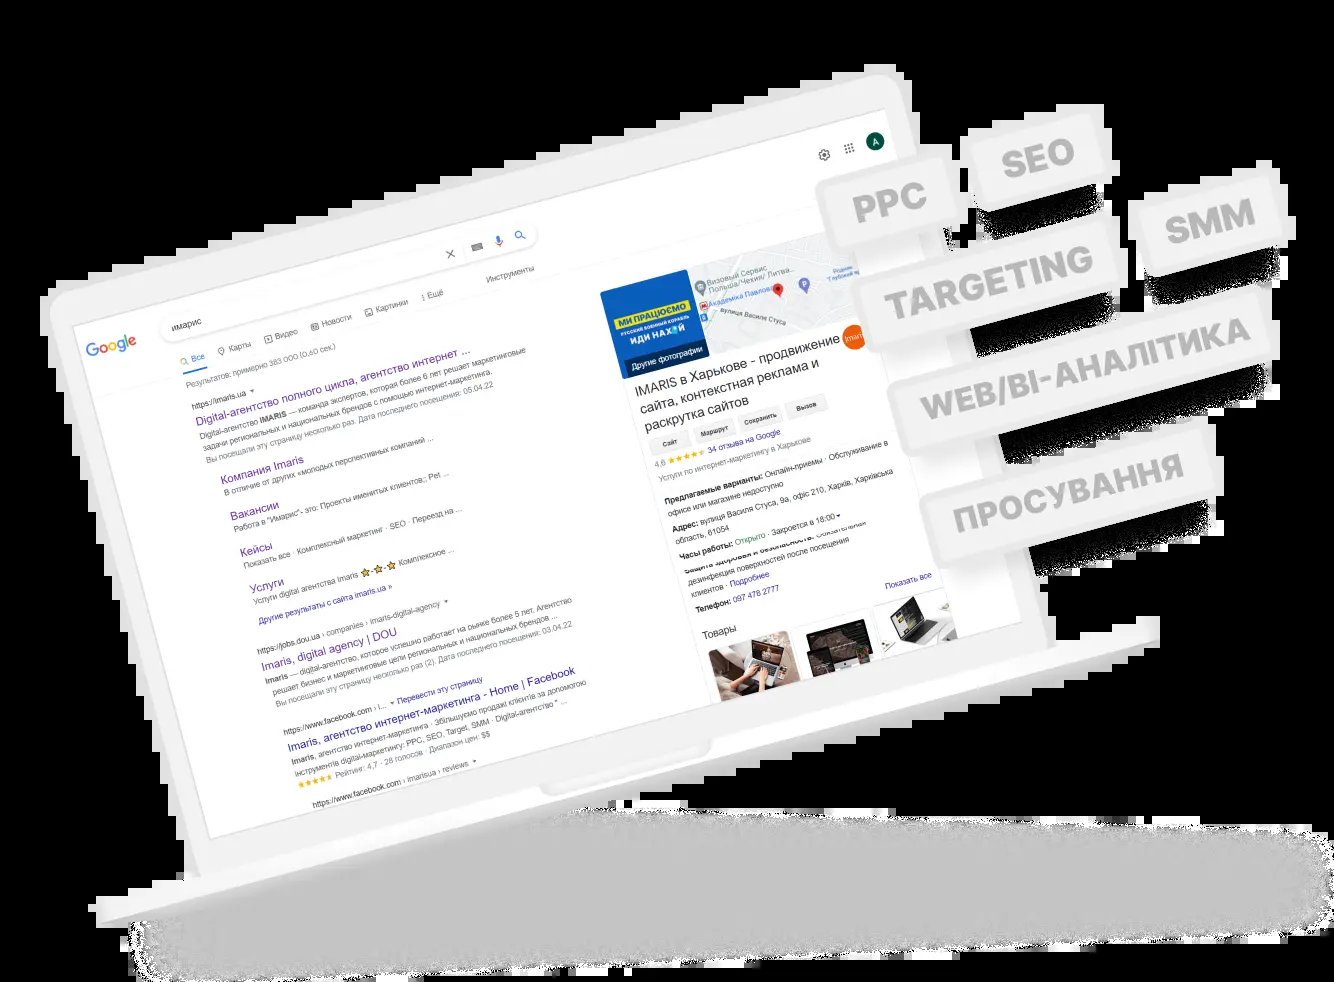 Google
имарис
Все
Карты
Видео
Новости
Картинки
Ещё
Инструменты
Результатов: примерно 383 000 (0,60 сек.)
https://imaris.ua
Digital-агентство полного цикла, агентство интернет ...
Digital-агентство IMARIS — команда экспертов, которая более 6 лет решает маркетинговые
задачи региональных и национальных брендов с помощью интернет-маркетинга.
Вы посещали эту страницу несколько раз. Дата последнего посещения: 05.04.22
Компания Imaris
В отличие от других «молодых перспективных компаний ...
Вакансии
Работа в "Имарис"- это: Проекты именитых клиентов:; Pet ...
Кейсы
Показать все · Комплексный маркетинг · SEO · Переезд на ...
Услуги
Услуги digital агентства Imaris ⭐-⭐-⭐ Комплексное ...
Другие результаты с сайта imaris.ua »
https://jobs.dou.ua › companies › imaris-digital-agency
Imaris, digital agency | DOU
Imaris — digital-агентство, которое успешно работает на рынке более 5 лет. Агентство
решает бизнес и маркетинговые цели региональных и национальных брендов ...
Вы посещали эту страницу несколько раз (2). Дата последнего посещения: 03.04.22
https://www.facebook.com › i... Перевести эту страницу
Imaris, агентство интернет-маркетинга - Home | Facebook
Imaris, агентство интернет-маркетинга · Збільшуємо продажі клієнтів за допомогою
інструментів digital-маркетингу: PPC, SEO, Target, SMM · Digital-агентство " ...
★★★★★ Рейтинг: 4,7 · 28 голосов · Диапазон цен: $$
https://www.facebook.com › imarisua › reviews
A
МИ ПРАЦЮЄМО
РУССКИЙ ВОЕННЫЙ КОРАБЛЬ
Другие фотографии
Визовый Сервис
Польша/Чехия/ Литва...
Академіка Павлова
вулиця Василя Стуса
P
IMARIS в Харькове - продвижение
сайта, контекстная реклама и
раскрутка сайтов
Imaris
Сайт
Маршрут
Сохранить
Вызов
4,6 ★★★★★ 34 отзыва на Google
Услуги по интернет-маркетингу в Харькове
Предлагаемые варианты: Онлайн-приемы · Обслуживание в
офисе или магазине недоступно
Адрес: вулиця Василя Стуса, 9а, офіс 210, Харків, Харківська
область, 61054
Часы работы: Открыто · Закроется в 18:00
Защита здоровья и безопасность: Обязательная
дезинфекция поверхностей после посещения
клиентов · Подробнее
Телефон: 097 478 2777
Товары
Показать все
PPC
SEO
SMM
TARGETING
WEB/BI-АНАЛІТИКА
ПРОСУВАННЯ